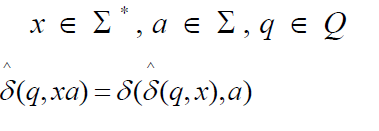 x ∈ Σ*, a ∈ Σ, q ∈ Q
δ̂(q, xa) = δ(δ̂(q, x), a)